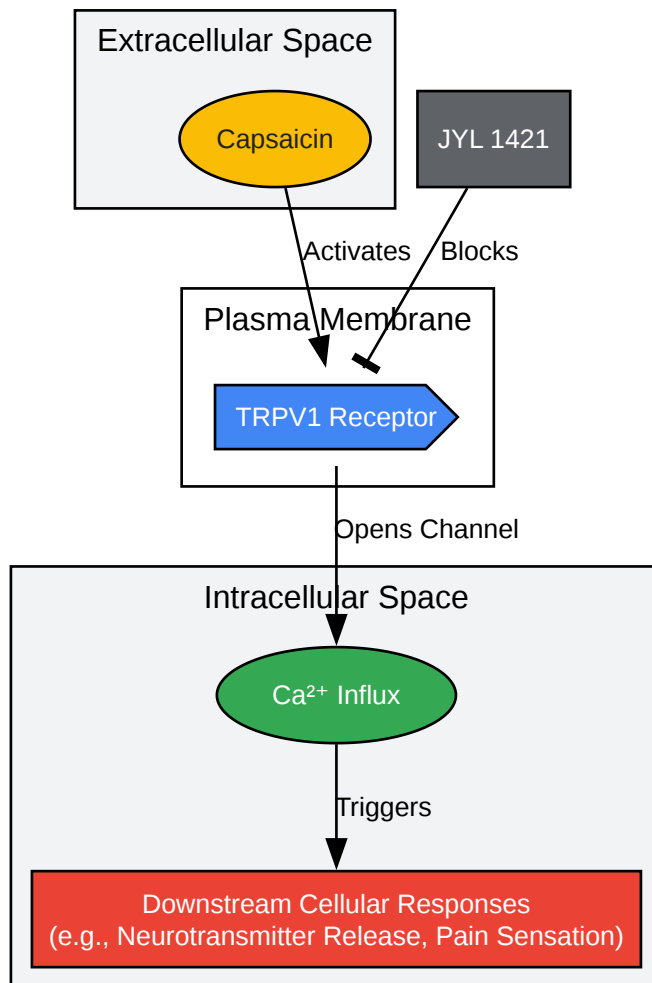 Extracellular Space
Capsaicin
JYL 1421
Activates
Blocks
Plasma Membrane
TRPV1 Receptor
Opens Channel
Intracellular Space
Ca²⁺ Influx
Triggers
Downstream Cellular Responses
(e.g., Neurotransmitter Release, Pain Sensation)